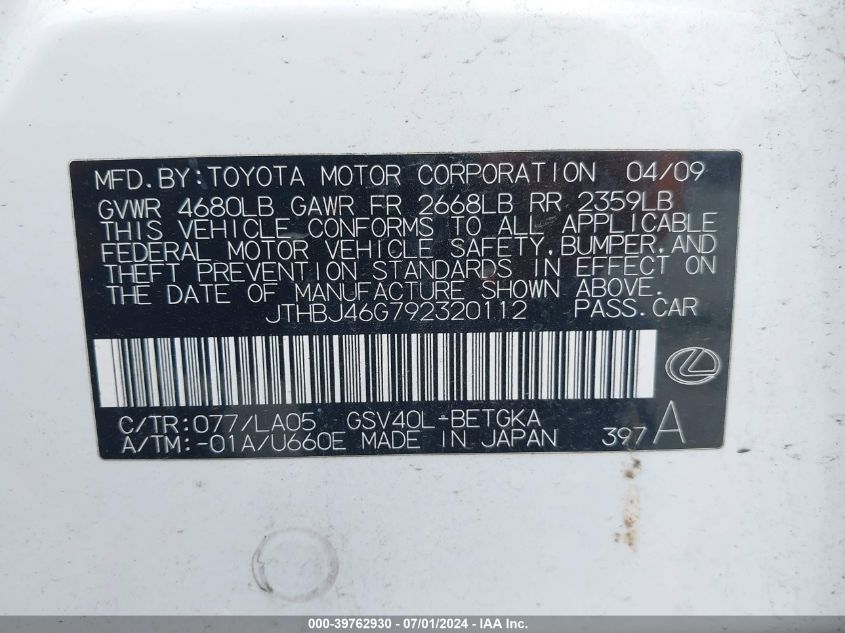 MFD.BY:TOYOTA MOTOR CORPORATION 04/09
GVWR 4680LB GAWR FR 2668LB RR 2359LB
THIS VEHICLE CONFORMS TO ALL APPLICABLE
FEDERAL MOTOR VEHICLE SAFETY,BUMPER,AND
THEFT PREVENTION STANDARDS IN EFFECT ON
THE DATE OF MANUFACTURE SHOWN ABOVE.
JTHBJ46G792320112 PASS.CAR
C/TR:077/LA05 GSV40L-BETGKA
A/TM:-01A/U660E MADE IN JAPAN 397A
000-39762930 - 07/01/2024 - IAA Inc.